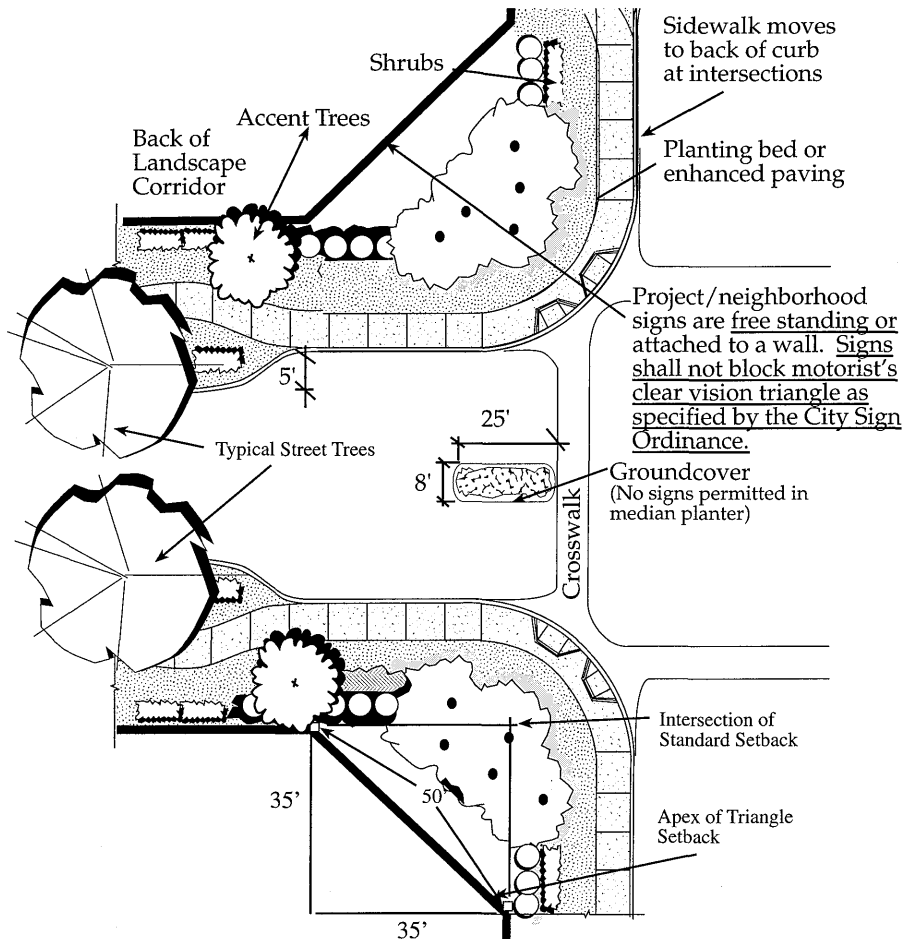 Sidewalk moves
to back of curb
at intersections
Shrubs
Accent Trees
Back of
Landscape
Corridor
Planting bed or
enhanced paving
Project/neighborhood
signs are free standing or
attached to a wall. Signs
shall not block motorist's
clear vision triangle as
specified by the City Sign
Ordinance.
5'
25'
Typical Street Trees
8'
Groundcover
(No signs permitted in
median planter)
Crosswalk
Intersection of
Standard Setback
50'
35'
Apex of Triangle
Setback
35'